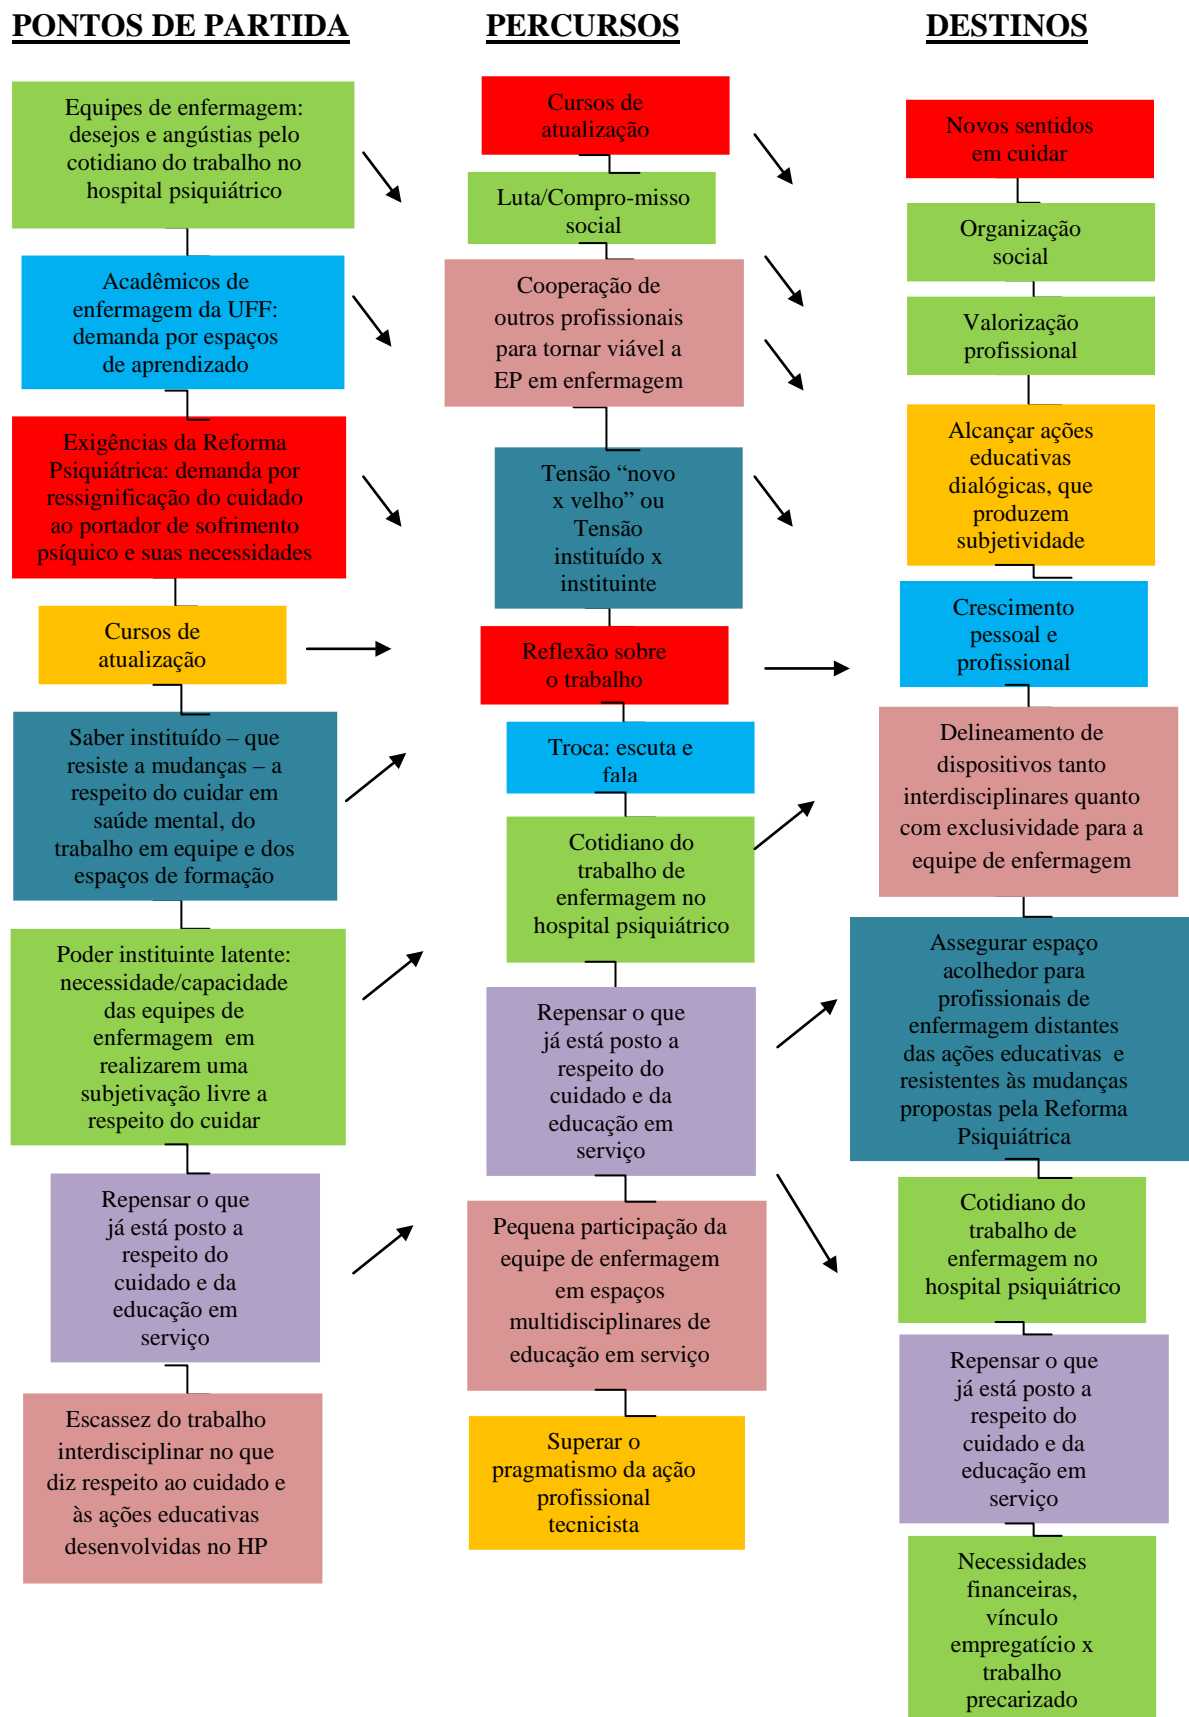 PONTOS DE PARTIDA
Equipes de enfermagem:
desejos e angústias pelo
cotidiano do trabalho no
hospital psiquiátrico
Acadêmicos de
enfermagem da UFF:
demanda por espaços
de aprendizado
Exigências da Reforma
Psiquiátrica: demanda por
ressignificação do cuidado
ao portador de sofrimento
psíquico e suas necessidades
Cursos de
atualização
Saber instituído – que
resiste a mudanças – a
respeito do cuidar em
saúde mental, do
trabalho em equipe e dos
espaços de formação
Poder instituinte latente:
necessidade/capacidade
das equipes de
enfermagem em
realizarem uma
subjetivação livre a
respeito do cuidar
Repensar o que
já está posto a
respeito do
cuidado e da
educação em
serviço
Escassez do trabalho
interdisciplinar no que
diz respeito ao cuidado e
às ações educativas
desenvolvidas no HP
PERCURSOS
Cursos de
atualização
Luta/Compro-misso
social
Cooperação de
outros profissionais
para tornar viável a
EP em enfermagem
Tensão “novo
x velho” ou
Tensão
instituído x
instituinte
Reflexão sobre
o trabalho
Troca: escuta e
fala
Cotidiano do
trabalho de
enfermagem no
hospital psiquiátrico
Repensar o que
já está posto a
respeito do
cuidado e da
educação em
serviço
Pequena participação da
equipe de enfermagem
em espaços
multidisciplinares de
educação em serviço
Superar o
pragmatismo da ação
profissional
tecnicista
DESTINOS
Novos sentidos
em cuidar
Organização
social
Valorização
profissional
Alcançar ações
educativas
dialógicas, que
produzem
subjetividade
Crescimento
pessoal e
profissional
Delineamento de
dispositivos tanto
interdisciplinares quanto
com exclusividade para a
equipe de enfermagem
Assegurar espaço
acolhedor para
profissionais de
enfermagem distantes
das ações educativas e
resistentes às mudanças
propostas pela Reforma
Psiquiátrica
Cotidiano do
trabalho de
enfermagem no
hospital psiquiátrico
Repensar o que
já está posto a
respeito do
cuidado e da
educação em
serviço
Necessidades
financeiras,
vínculo
empregatício x
trabalho
precarizado